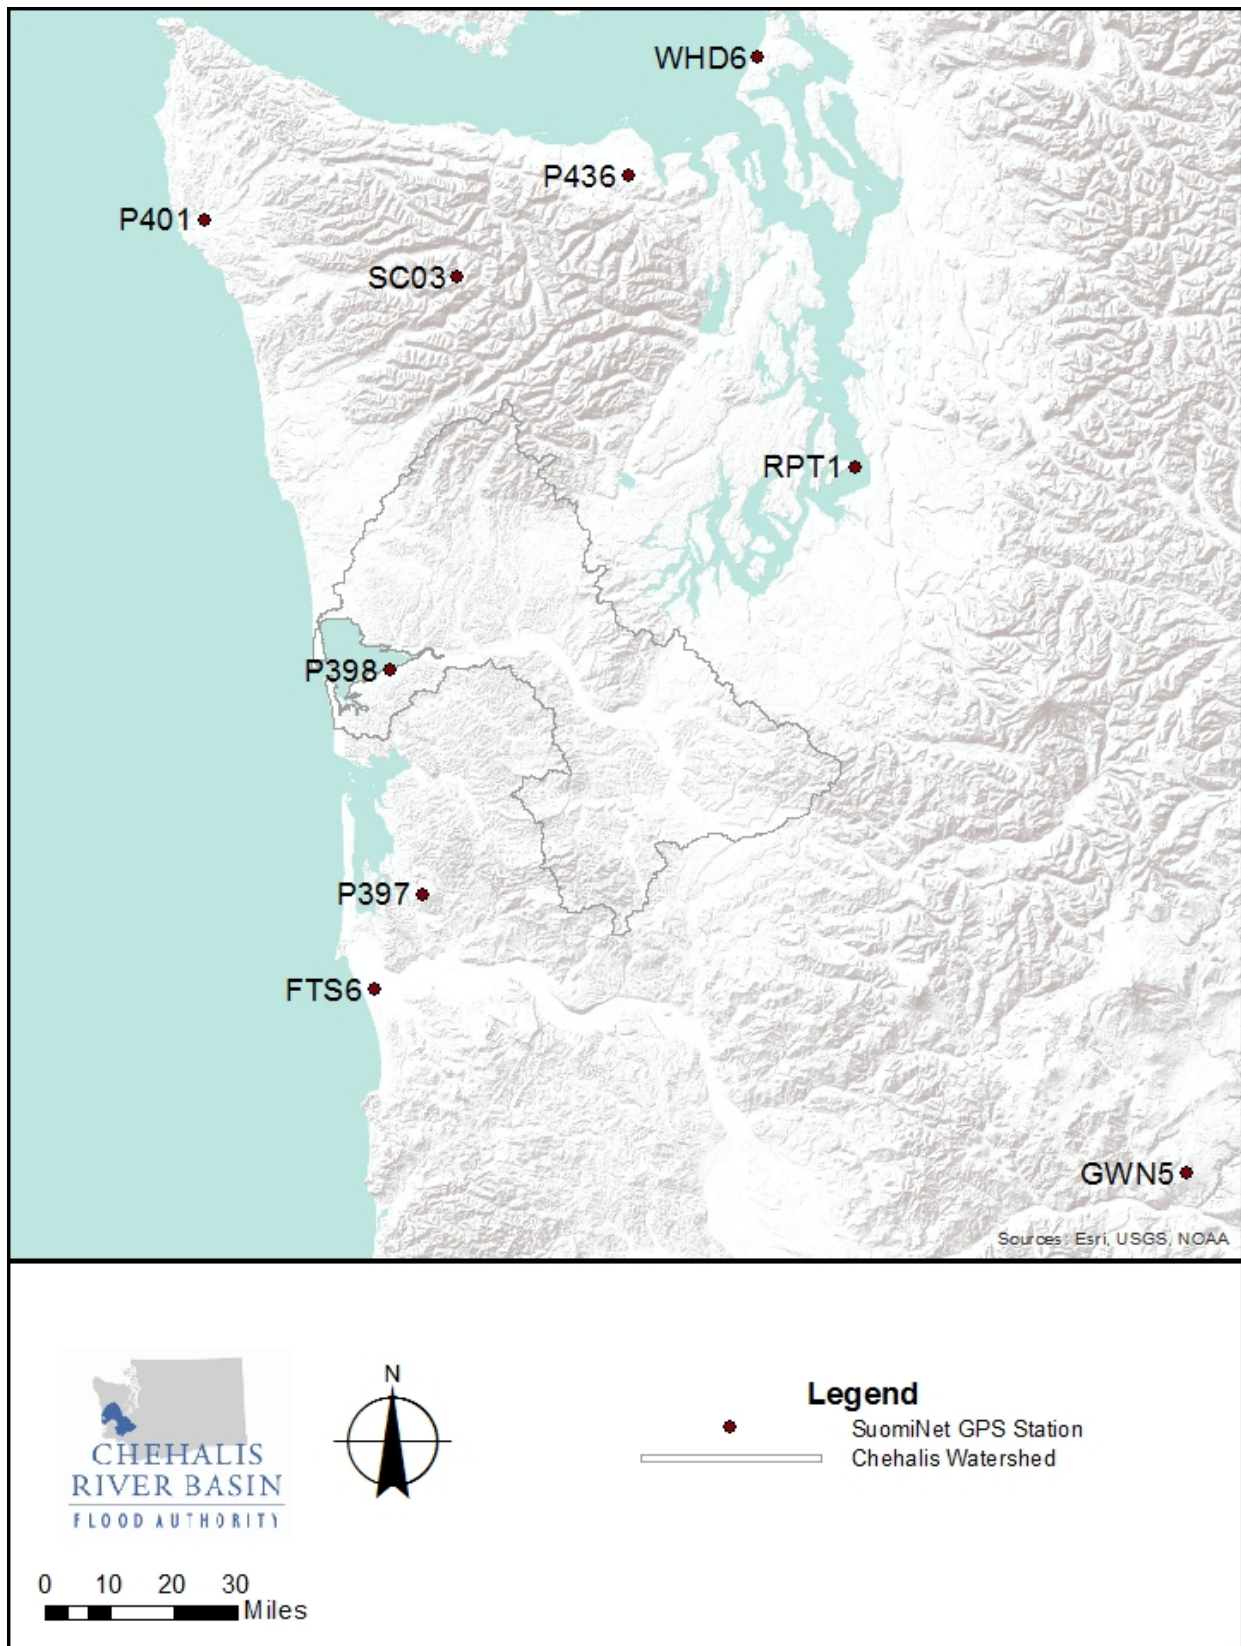 WHD6
P436
P401
SC03
RPT1
P398
P397
FTS6
GWN5
Sources: Esri, USGS, NOAA
CHEHALIS
RIVER BASIN
FLOOD AUTHORITY
N
Legend
SuomiNet GPS Station
Chehalis Watershed
0 10 20 30
Miles